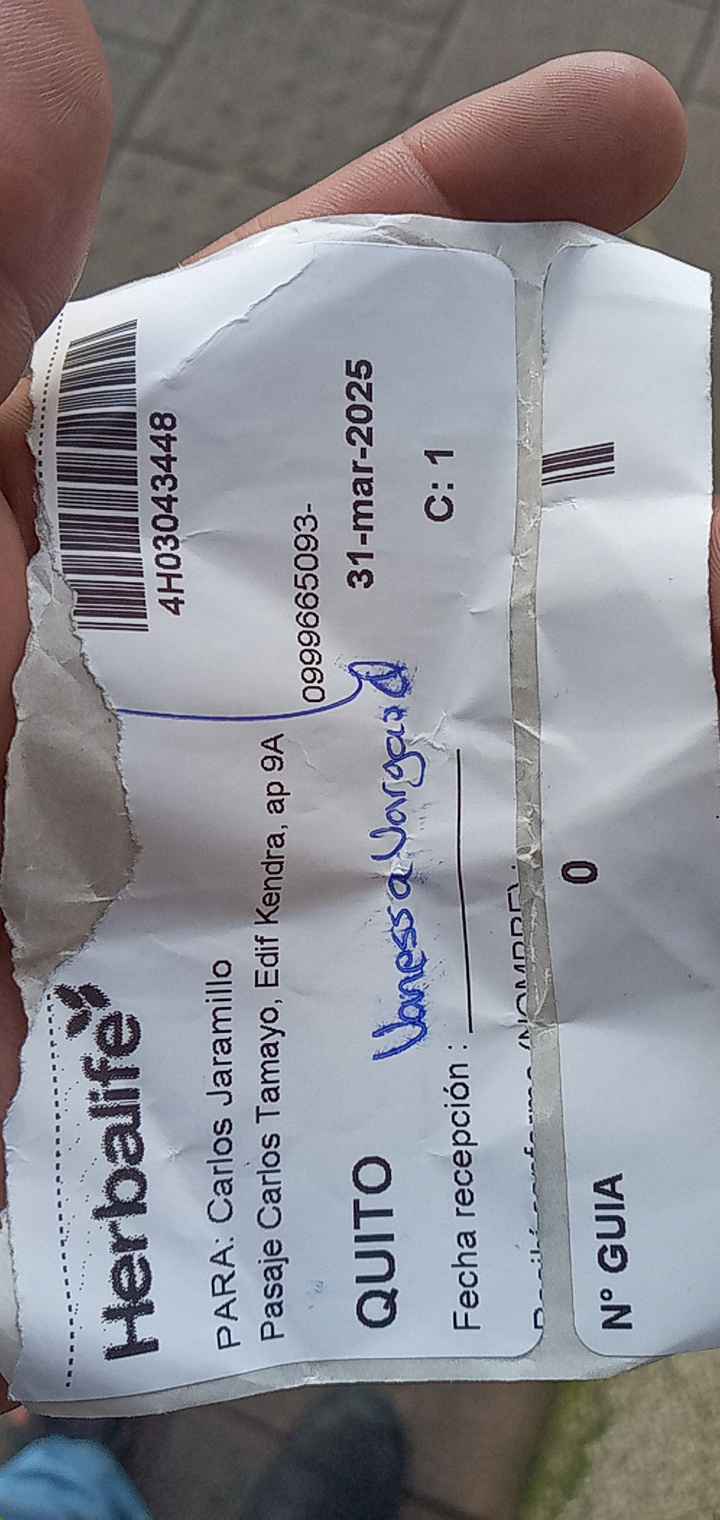 Herbalife
4H03043448
PARA: Carlos Jaramillo
Pasaje Carlos Tamayo, Edif Kendra, ap 9A
0999665093-
QUITO
31-mar-2025
Vanessa Vargas
Fecha recepción :
C: 1
(NOMBRE) :
N° GUIA
0